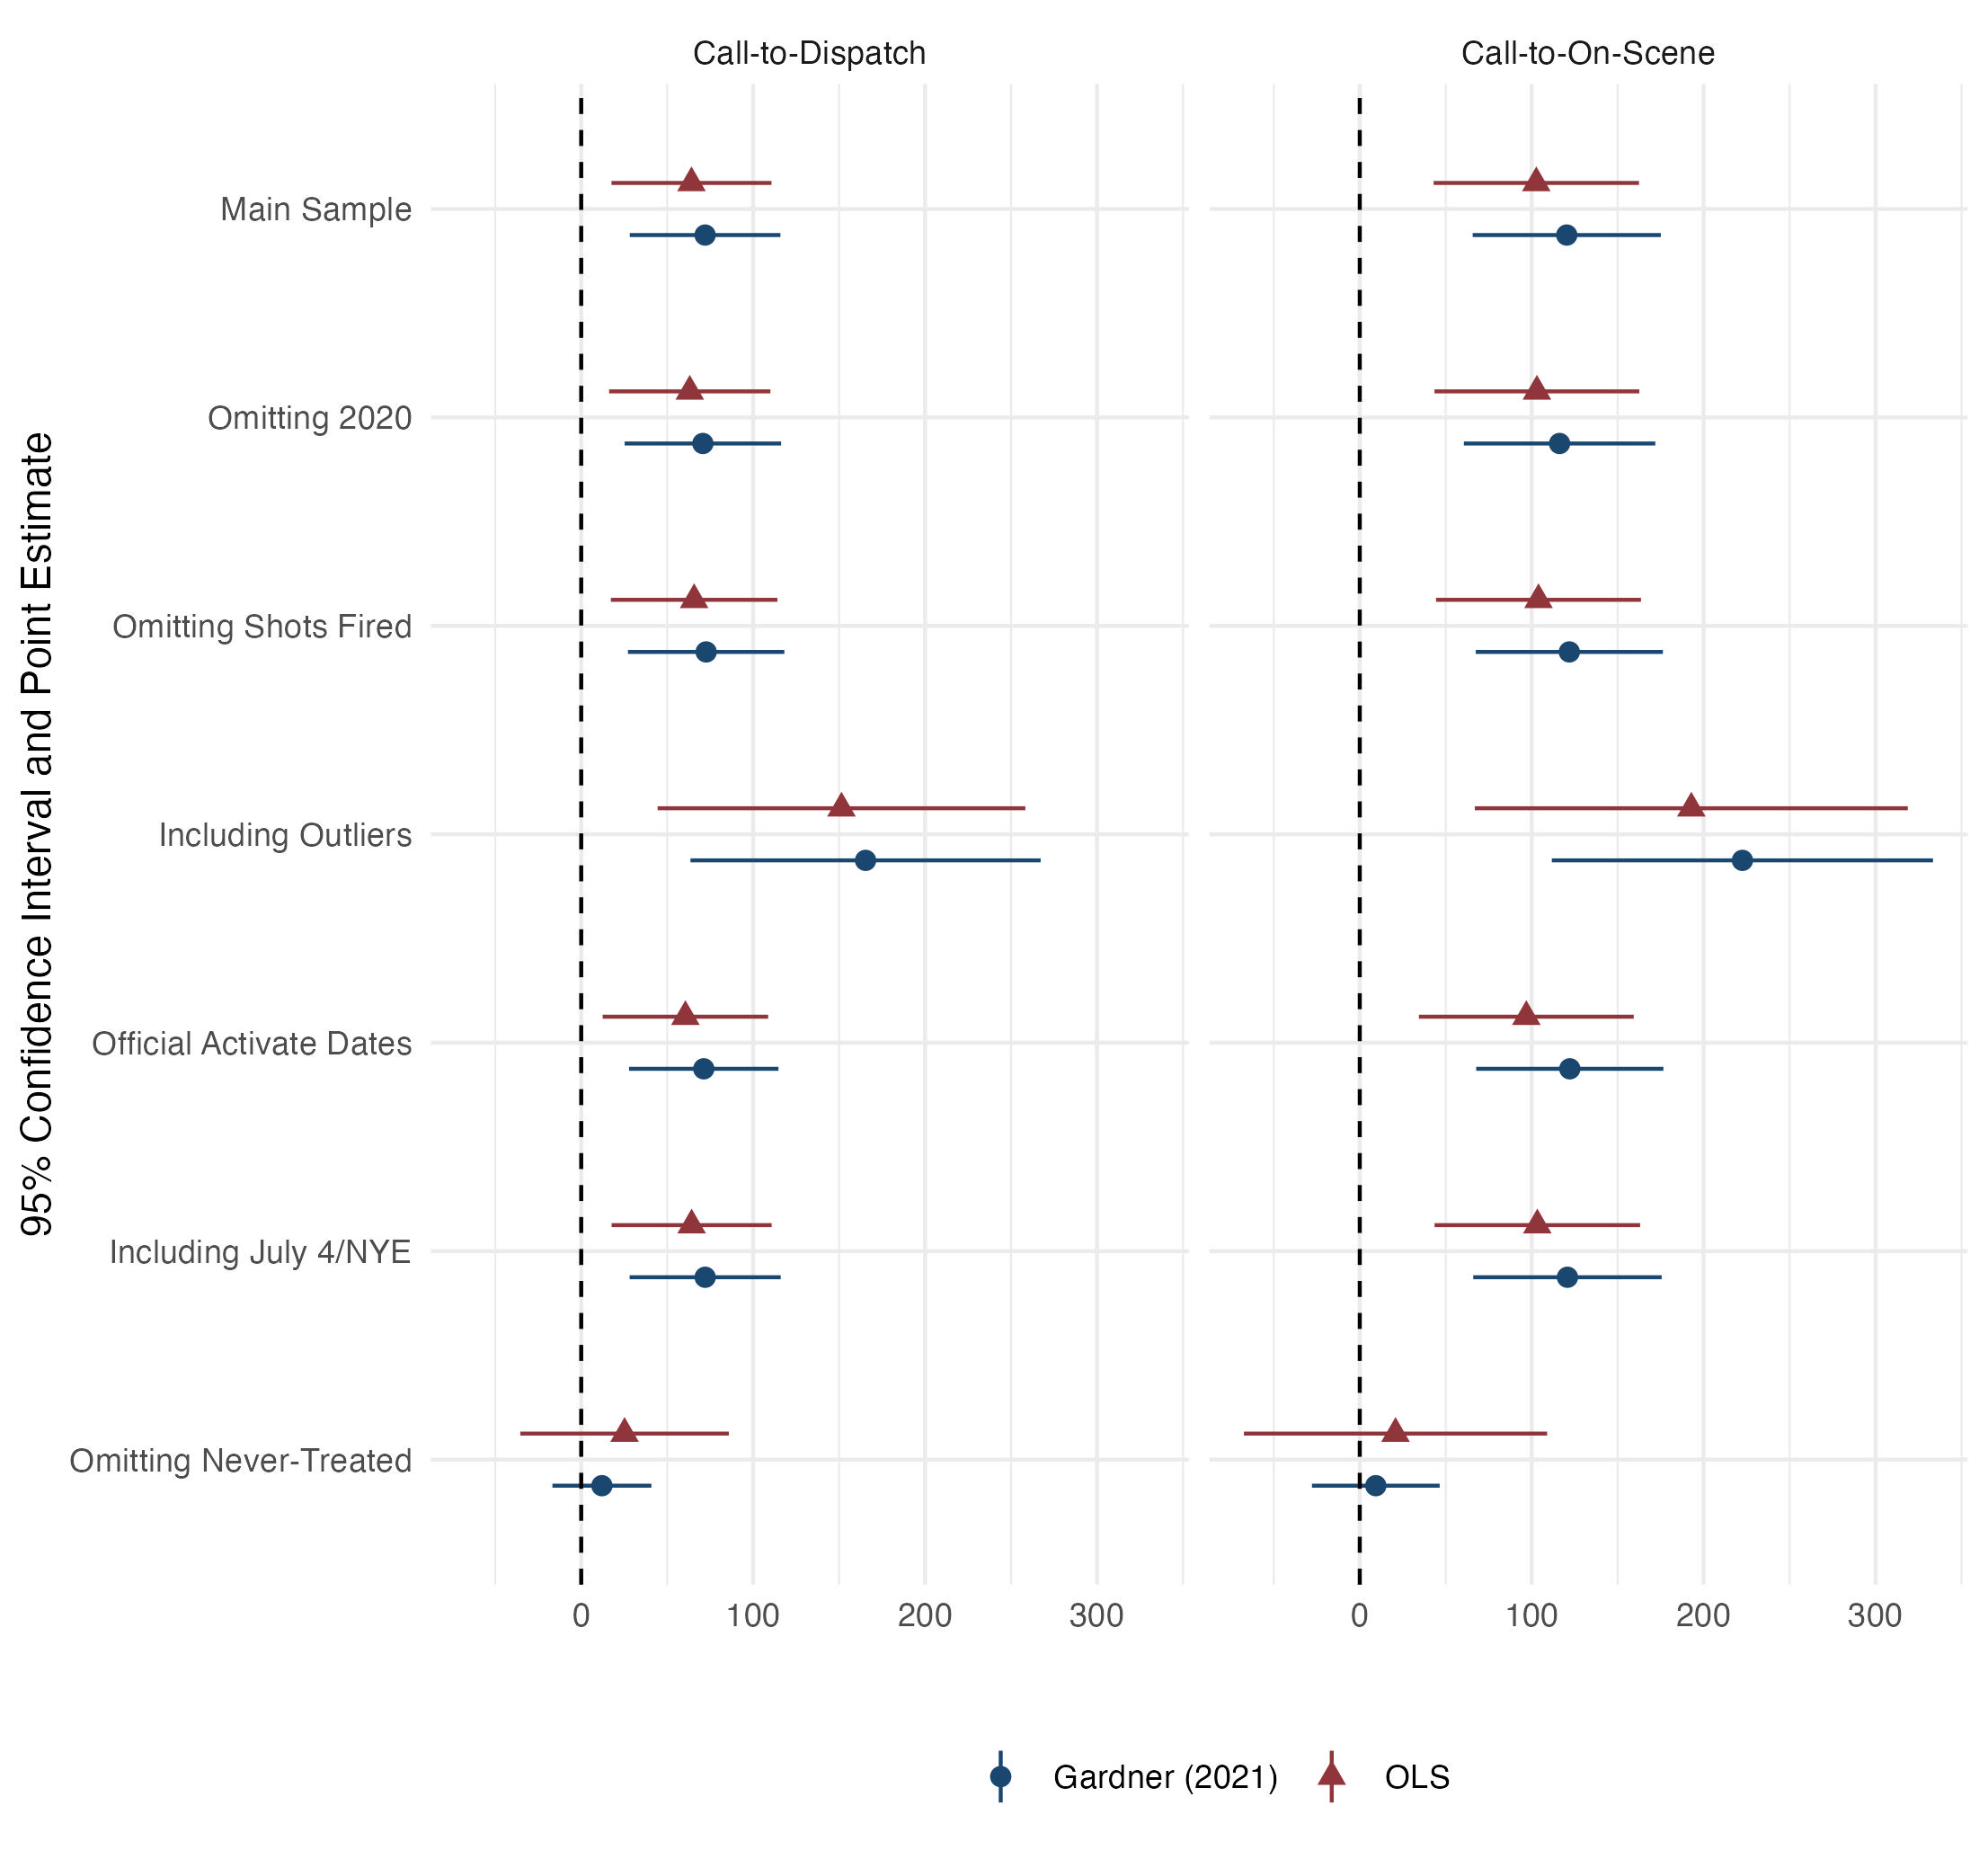 Call-to-Dispatch
Call-to-On-Scene
95% Confidence Interval and Point Estimate
Main Sample
Omitting 2020
Omitting Shots Fired
Including Outliers
Official Activate Dates
Including July 4/NYE
Omitting Never-Treated
0 100 200 300
0 100 200 300
Gardner (2021)
OLS